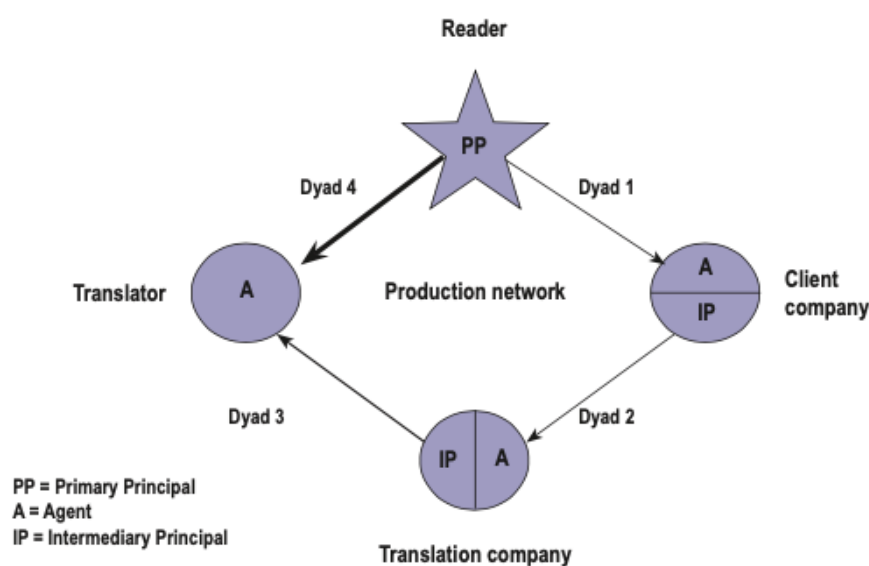 Reader
PP
Dyad 4
Dyad 1
Translator
A
Production network
A
IP
Client
company
Dyad 3
Dyad 2
IP
A
PP = Primary Principal
A = Agent
IP = Intermediary Principal
Translation company